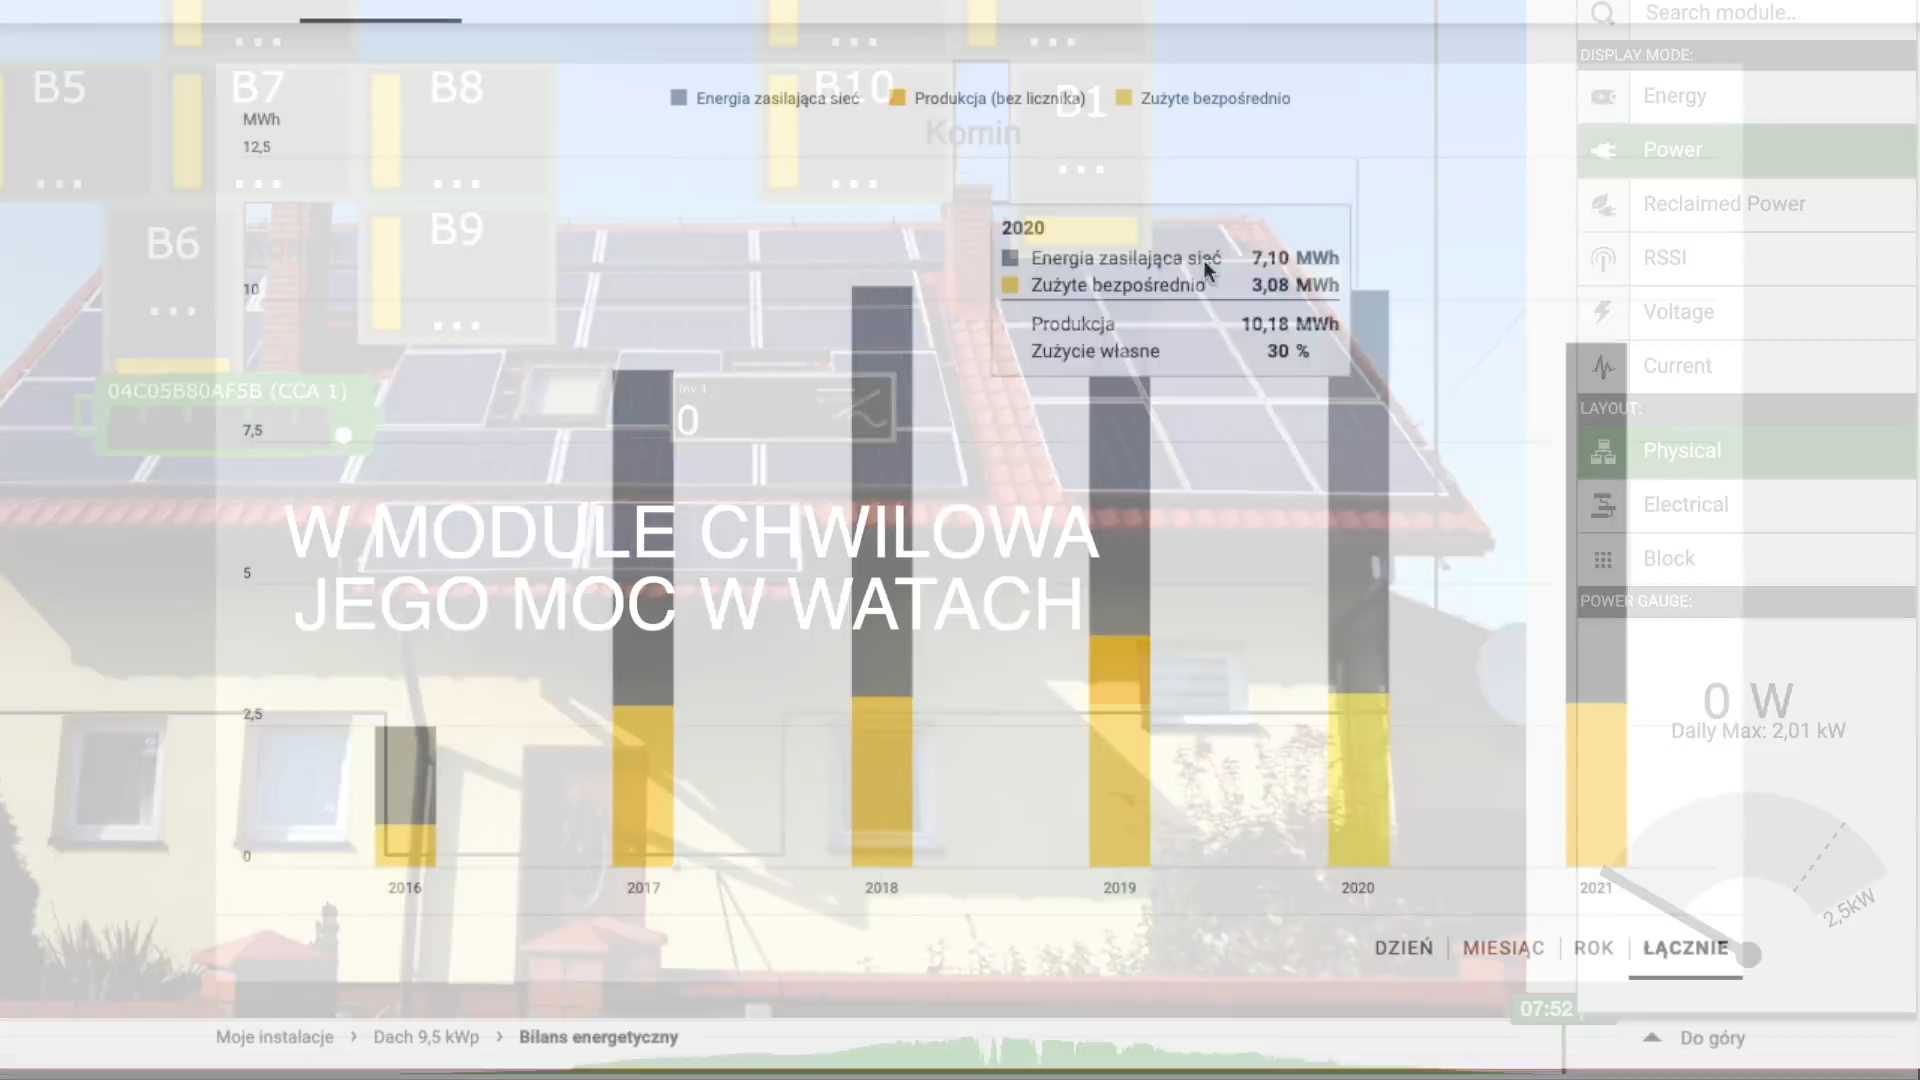 Search module..
DISPLAY MODE:
B5
B7
B8
B10
D1
Energia zasilająca sieć
Produkcja (bez licznika)
Zużyte bezpośrednio
Energy
MWh
12,5
Komin
Power
Reclaimed Power
B6
B9
2020
Energia zasilająca sieć 7,10 MWh
Zużyte bezpośrednio 3,08 MWh
Produkcja 10,18 MWh
Zużycie własne 30 %
RSSI
10
Voltage
Current
04C05B80AF5B (CCA 1)
Inv 1
0
LAYOUT:
7,5
Physical
W MODULE CHWILOWA
JEGO MOC W WATACH
Electrical
5
Block
POWER GAUGE:
2,5
0 W
Daily Max: 2,01 kW
0
2016
2017
2018
2019
2020
2021
2,5kW
DZIEŃ
MIESIĄC
ROK
ŁĄCZNIE
07:52
Moje instalacje › Dach 9,5 kWp › Bilans energetyczny
Do góry